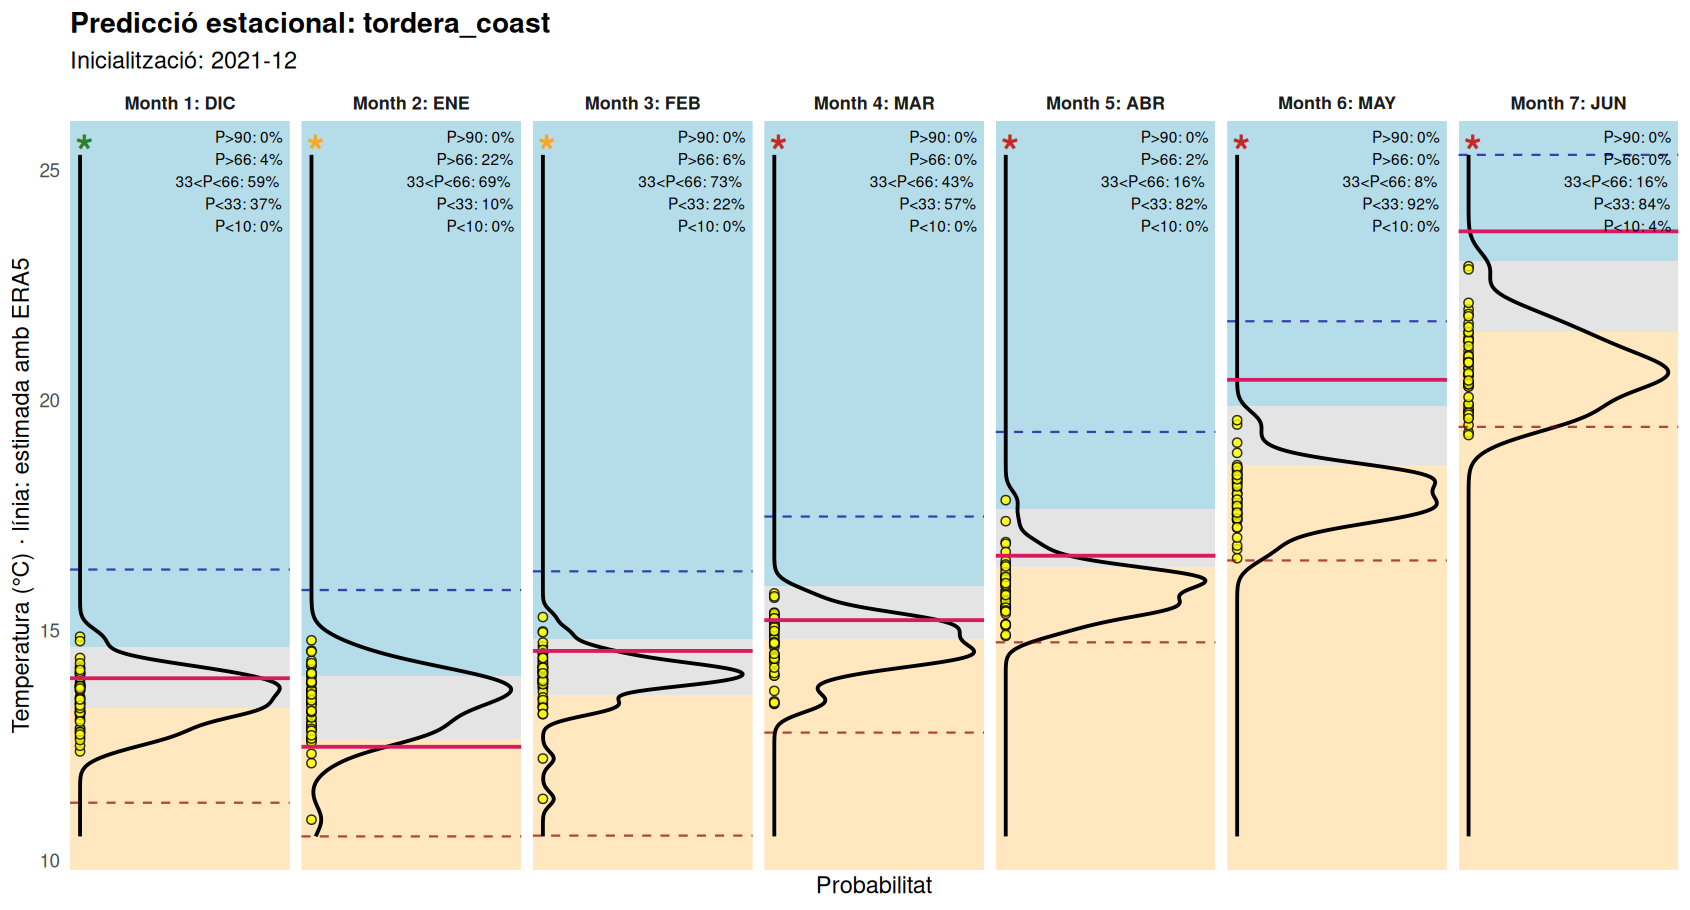 Predicció estacional: tordera_coast
Inicialització: 2021-12
Month 1: DIC
Month 2: ENE
Month 3: FEB
Month 4: MAR
Month 5: ABR
Month 6: MAY
Month 7: JUN
*
P>90: 0%
P>66: 4%
33<P<66: 59%
P<33: 37%
P<10: 0%
*
P>90: 0%
P>66: 22%
33<P<66: 69%
P<33: 10%
P<10: 0%
*
P>90: 0%
P>66: 6%
33<P<66: 73%
P<33: 22%
P<10: 0%
*
P>90: 0%
P>66: 0%
33<P<66: 43%
P<33: 57%
P<10: 0%
*
P>90: 0%
P>66: 2%
33<P<66: 16%
P<33: 82%
P<10: 0%
*
P>90: 0%
P>66: 0%
33<P<66: 8%
P<33: 92%
P<10: 0%
*
P>90: 0%
P>66: 0%
33<P<66: 16%
P<33: 84%
P<10: 4%
25
20
15
10
Temperatura (°C) · línia: estimada amb ERA5
Probabilitat